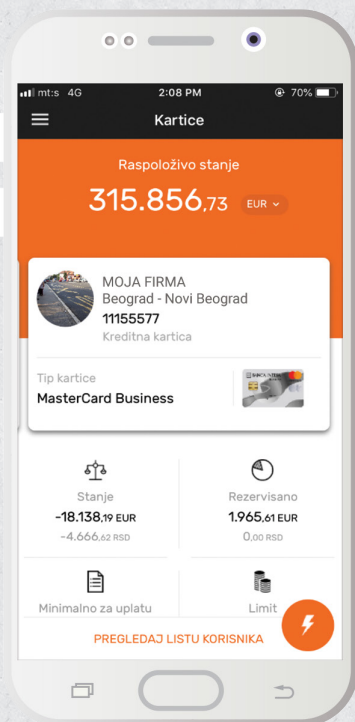 mt:s 4G 2:08 PM 70%
Kartice
Raspoloživo stanje
315.856,73 EUR
MOJA FIRMA
Beograd - Novi Beograd
11155577
Kreditna kartica
Tip kartice
MasterCard Business
BANCA INTESA
Stanje
-18.138,19 EUR
-4.666,62 RSD
Rezervisano
1.965,61 EUR
0,00 RSD
Minimalno za uplatu
Limit
PREGLEDAJ LISTU KORISNIKA